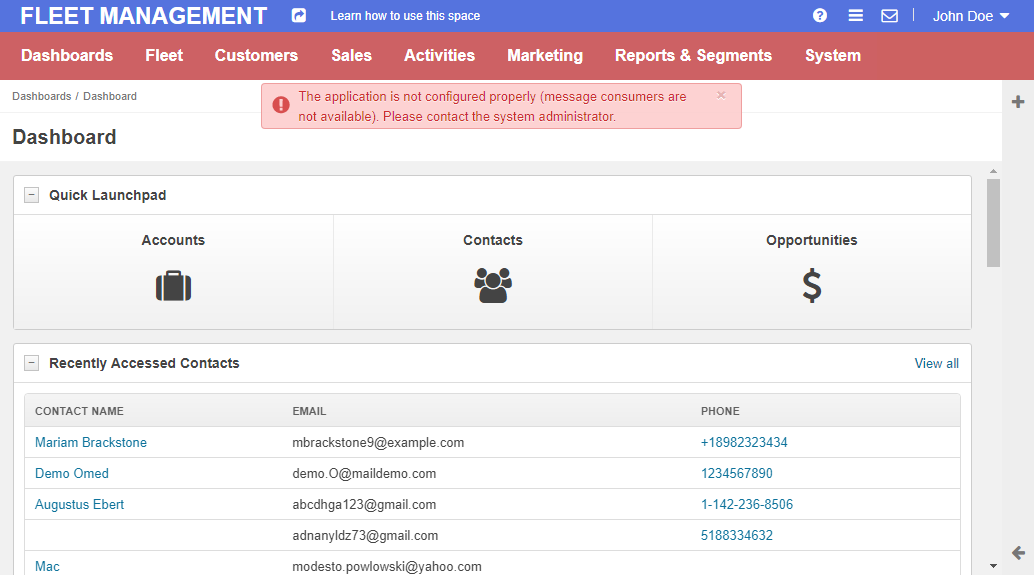 FLEET MANAGEMENT Learn how to use this space John Doe
Dashboards Fleet Customers Sales Activities Marketing Reports & Segments System
Dashboards / Dashboard
The application is not configured properly (message consumers are
not available). Please contact the system administrator.
×
Dashboard
Quick Launchpad
Accounts Contacts Opportunities
Recently Accessed Contacts View all
CONTACT NAME EMAIL PHONE
Mariam Brackstone mbrackstone9@example.com +18982323434
Demo Omed demo.O@maildemo.com 1234567890
Augustus Ebert abcdhga123@gmail.com 1-142-236-8506
adnanyldz73@gmail.com 5188334632
Mac modesto.powlowski@yahoo.com